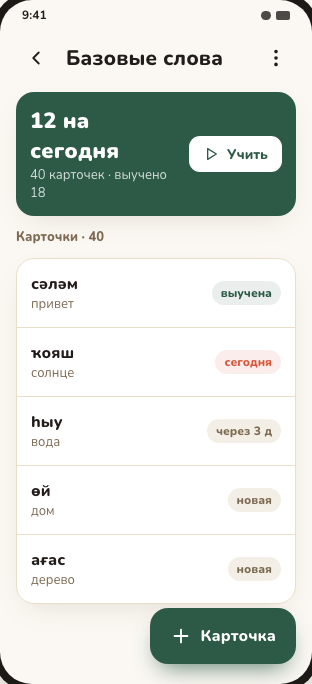 9:41
Базовые слова
12 на
сегодня
40 карточек · выучено
18
Учить
Карточки · 40
сәләм
привет
выучена
ҡояш
солнце
сегодня
һыу
вода
через 3 д
өй
дом
новая
ағас
дерево
новая
Карточка